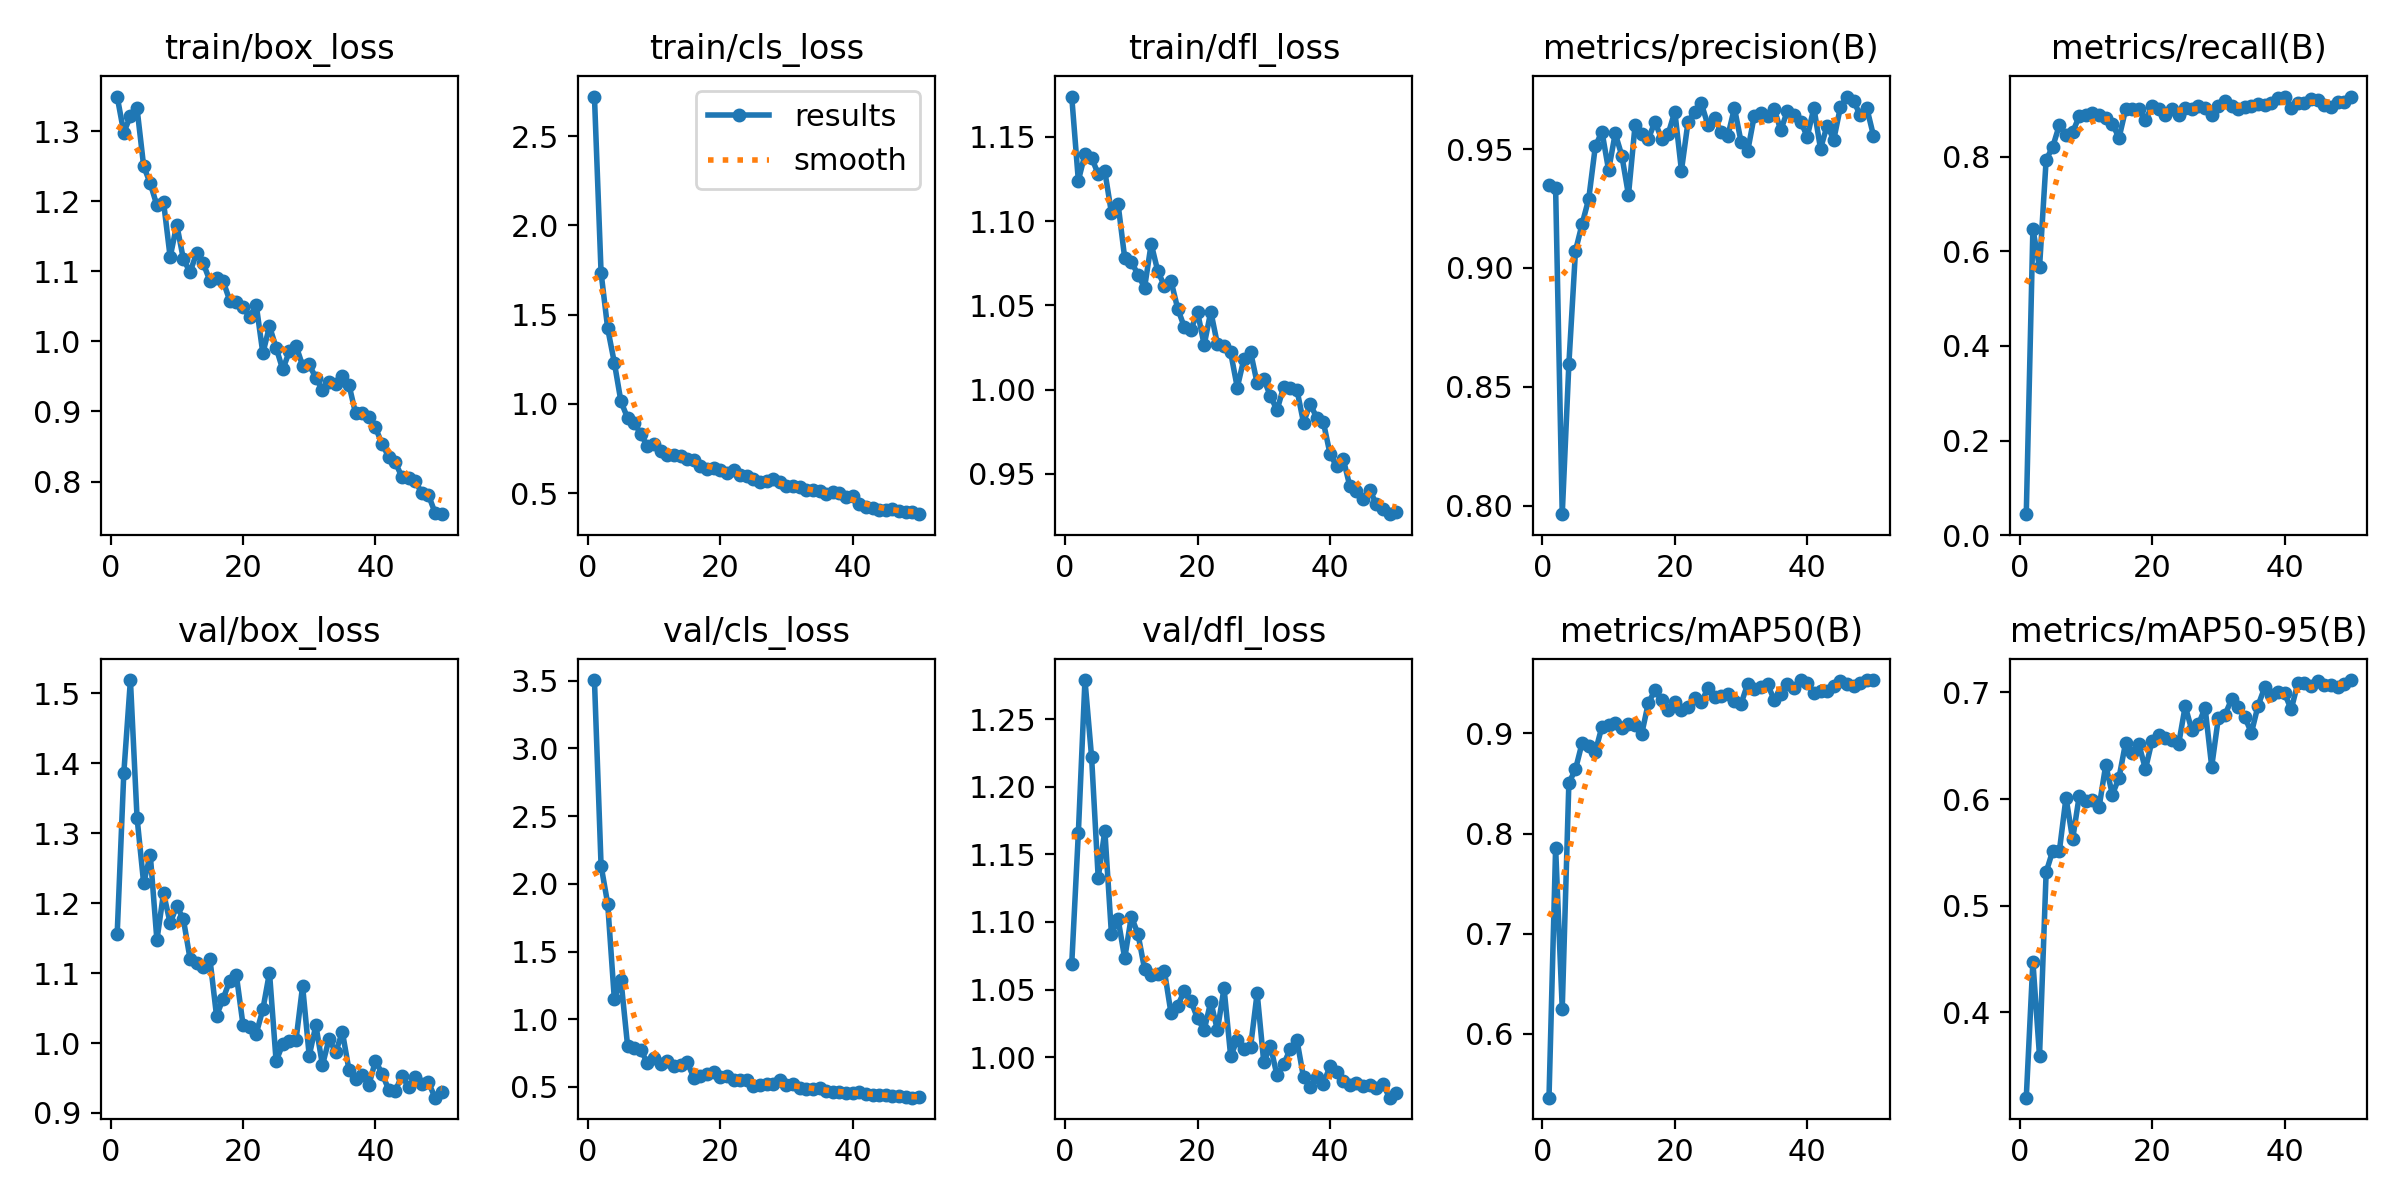 train/box_loss
train/cls_loss
train/dfl_loss
metrics/precision(B)
metrics/recall(B)
1.3
1.2
1.1
1.0
0.9
0.8
0 20 40
2.5
2.0
1.5
1.0
0.5
0 20 40
results
smooth
1.15
1.10
1.05
1.00
0.95
0 20 40
0.95
0.90
0.85
0.80
0 20 40
0.8
0.6
0.4
0.2
0.0
0 20 40
val/box_loss
val/cls_loss
val/dfl_loss
metrics/mAP50(B)
metrics/mAP50-95(B)
1.5
1.4
1.3
1.2
1.1
1.0
0.9
0 20 40
3.5
3.0
2.5
2.0
1.5
1.0
0.5
0 20 40
1.25
1.20
1.15
1.10
1.05
1.00
0 20 40
0.9
0.8
0.7
0.6
0 20 40
0.7
0.6
0.5
0.4
0 20 40